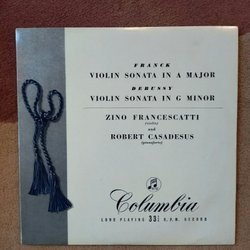 FRANCK
VIOLIN SONATA IN A MAJOR
DEBUSSY
VIOLIN SONATA IN G MINOR
ZINO FRANCESCATTI
(violin)
and
ROBERT CASADESUS
(pianoforte)
Columbia
LONG PLAYING 33⅓ R.P.M. RECORD